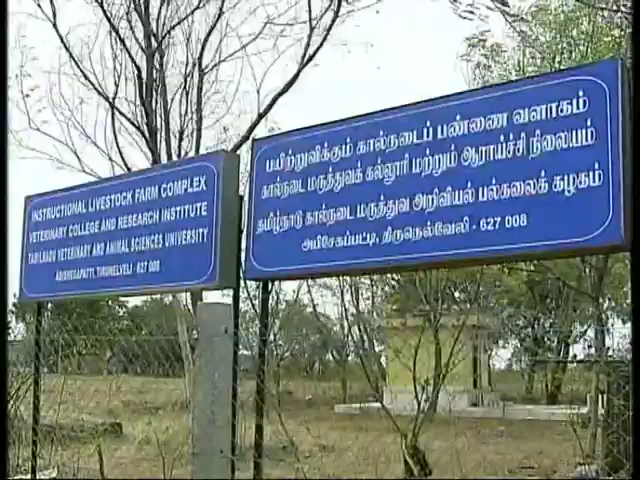 INSTRUCTIONAL LIVESTOCK FARM COMPLEX
VETERINARY COLLEGE AND RESEARCH INSTITUTE
TAMILNADU VETERINARY AND ANIMAL SCIENCES UNIVERSITY
ABISHEGAPATTI, TIRUNELVELI - 627 008
பயிற்றுவிக்கும் கால்நடைப் பண்ணை வளாகம்
கால்நடை மருத்துவக் கல்லூரி மற்றும் ஆராய்ச்சி நிலையம்
தமிழ்நாடு கால்நடை மருத்துவ அறிவியல் பல்கலைக் கழகம்
அபிசேகப்பட்டி, திருநெல்வேலி - 627 008